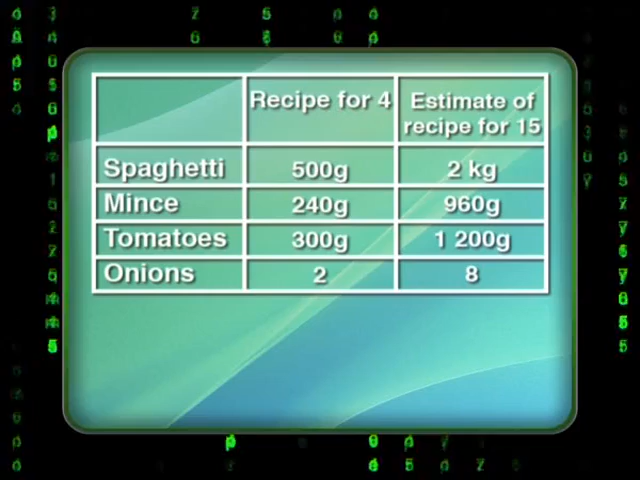 Recipe for 4
Estimate of
recipe for 15
Spaghetti 500g 2 kg
Mince 240g 960g
Tomatoes 300g 1 200g
Onions 2 8